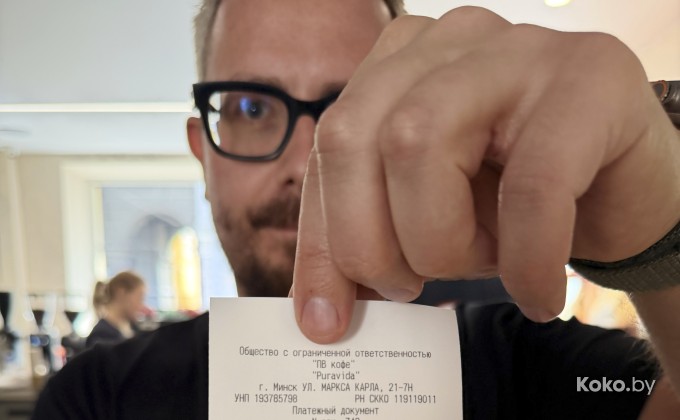 Общество с ограниченной ответственностью
"ПВ кофе"
"Puravida"
г. Минск УЛ. МАРКСА КАРЛА, 21-7Н
УНП 193785798 РН СККО 119119011
Платежный документ
Koko.by